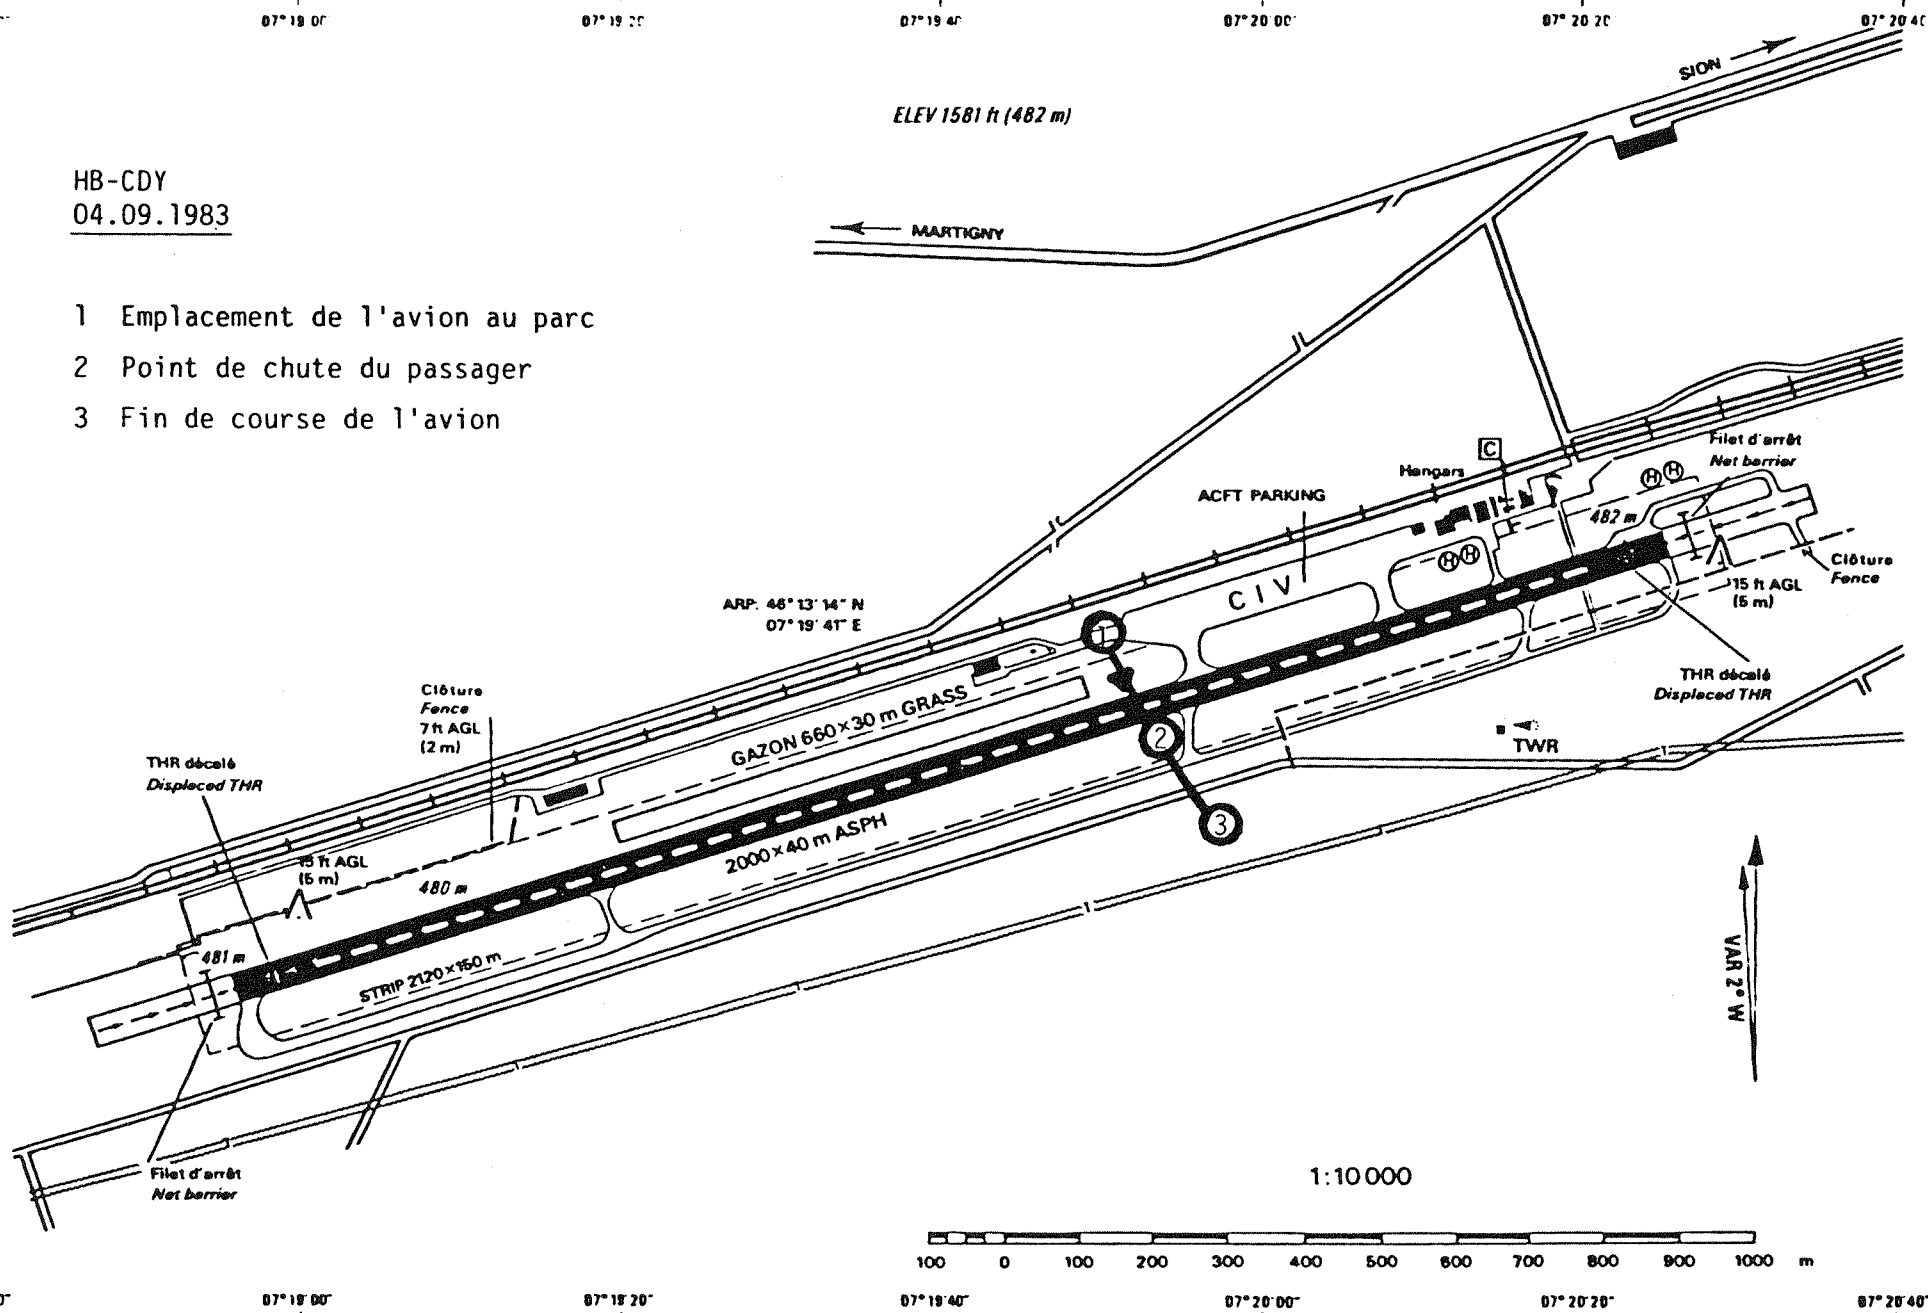 07° 19 00
07° 19 20
07° 19 40
07° 20 00
07° 20 20
07° 20 40
SION
ELEV 1581 ft (482 m)
HB-CDY
04.09.1983
MARTIGNY
1 Emplacement de l'avion au parc
2 Point de chute du passager
3 Fin de course de l'avion
C
Hangars
Filet d'arrêt
Net barrier
H H
ACFT PARKING
482 m
H H
Clôture
Fence
15 ft AGL
(5 m)
CIV
ARP: 46° 13' 14" N
07° 19' 41" E
1
THR décalé
Displaced THR
Clôture
Fence
7 ft AGL
(2 m)
GAZON 660 x 30 m GRASS
2
TWR
THR décalé
Displaced THR
3
2000 x 40 m ASPH
15 ft AGL
(5 m)
480 m
481 m
STRIP 2120 x 150 m
VAR 2° W
Filet d'arrêt
Net barrier
1:10 000
100 0 100 200 300 400 500 600 700 800 900 1000 m
07° 19' 00"
07° 19' 20"
07° 19' 40"
07° 20' 00"
07° 20' 20"
07° 20' 40"